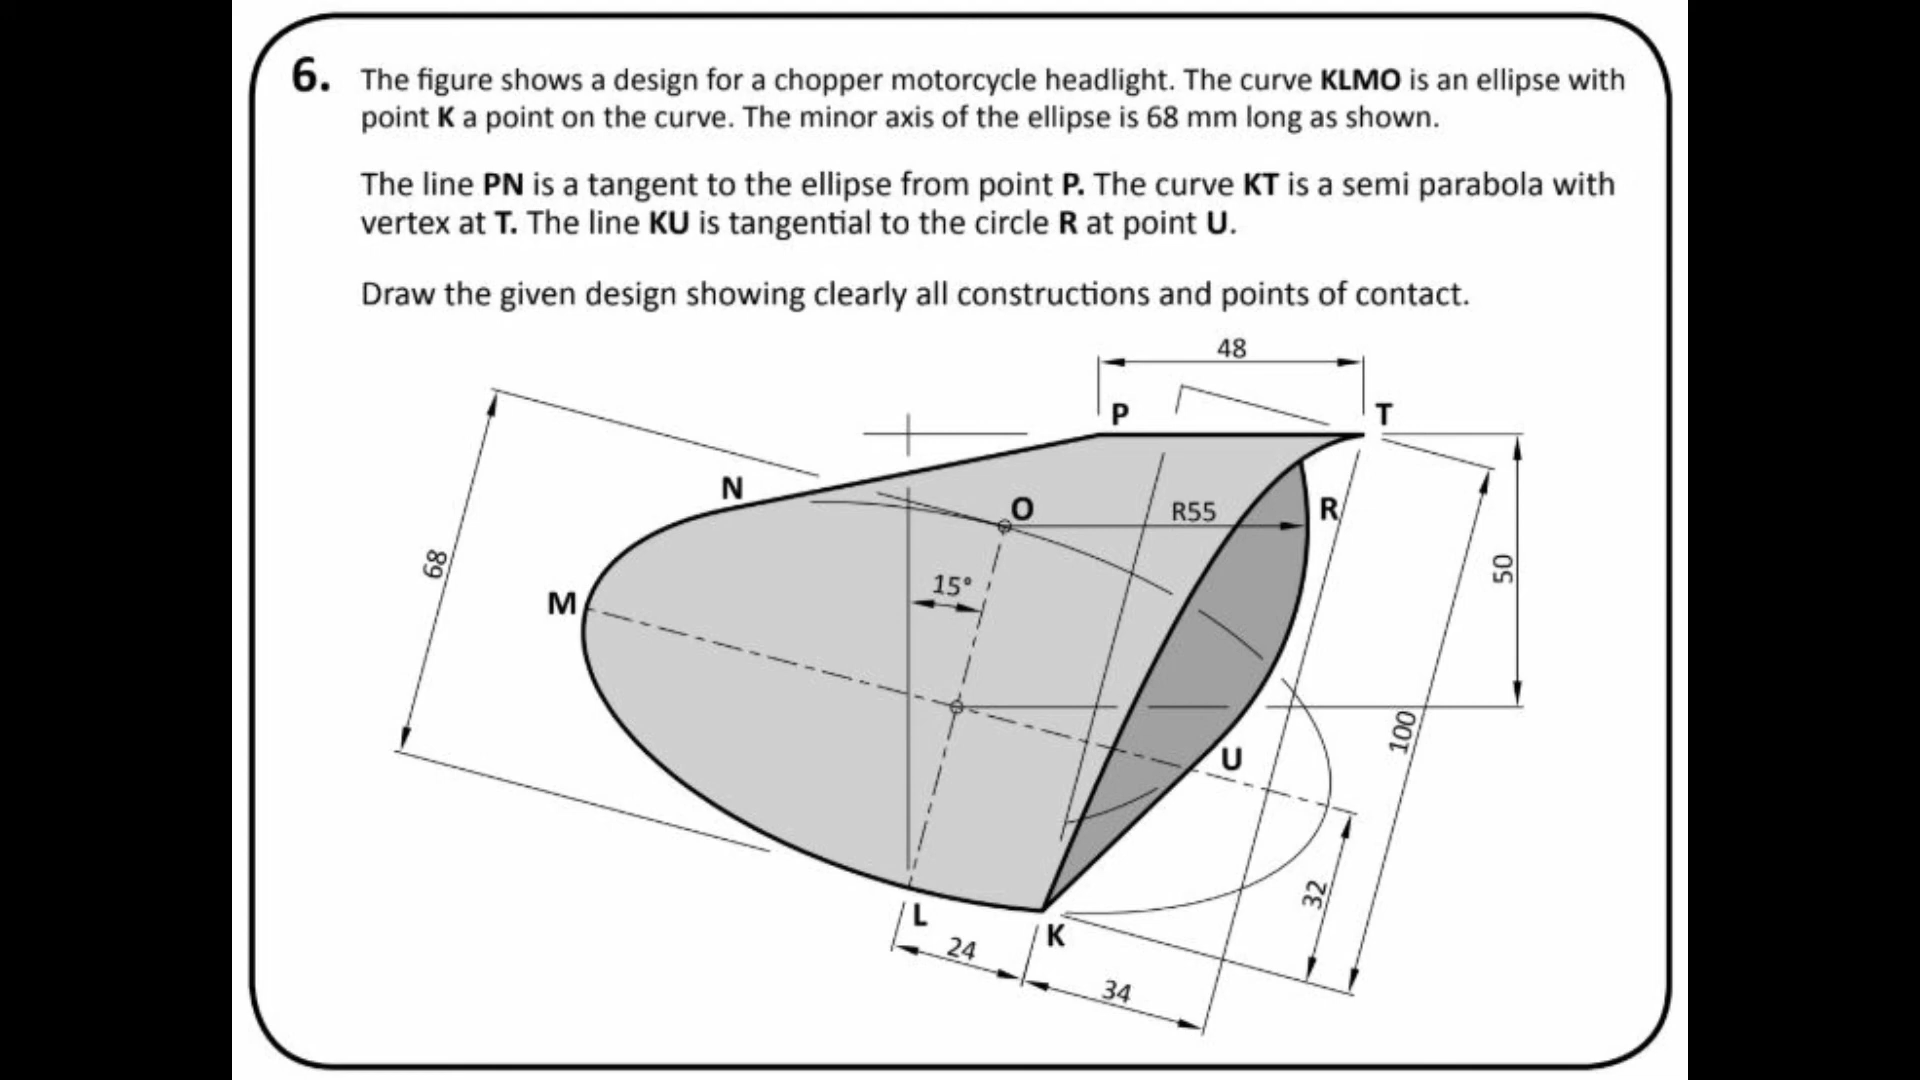 6. The figure shows a design for a chopper motorcycle headlight. The curve KLMO is an ellipse with
point K a point on the curve. The minor axis of the ellipse is 68 mm long as shown.
The line PN is a tangent to the ellipse from point P. The curve KT is a semi parabola with
vertex at T. The line KU is tangential to the circle R at point U.
Draw the given design showing clearly all constructions and points of contact.
48
P
T
N
O
R55
R
68
15°
50
M
100
U
32
L
K
24
34